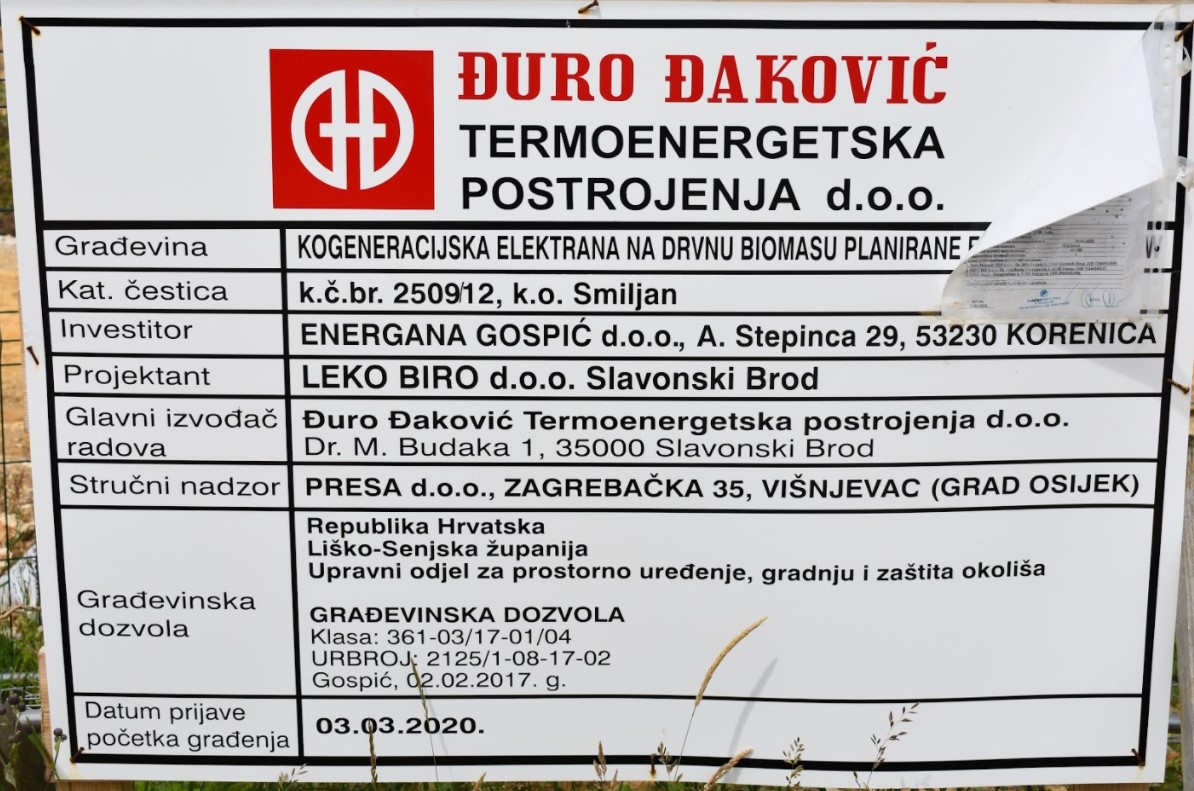 ĐURO ĐAKOVIĆ
TERMOENERGETSKA
POSTROJENJA d.o.o.
Građevina
KOGENERACIJSKA ELEKTRANA NA DRVNU BIOMASU PLANIRANE
Kat. čestica
k.č.br. 2509/12, k.o. Smiljan
Investitor
ENERGANA GOSPIĆ d.o.o., A. Stepinca 29, 53230 KORENICA
Projektant
LEKO BIRO d.o.o. Slavonski Brod
Glavni izvođač
radova
Đuro Đaković Termoenergetska postrojenja d.o.o.
Dr. M. Budaka 1, 35000 Slavonski Brod
Stručni nadzor
PRESA d.o.o., ZAGREBAČKA 35, VIŠNJEVAC (GRAD OSIJEK)
Građevinska
dozvola
Republika Hrvatska
Liško-Senjska županija
Upravni odjel za prostorno uređenje, gradnju i zaštita okoliša
GRAĐEVINSKA DOZVOLA
Klasa: 361-03/17-01/04
URBROJ: 2125/1-08-17-02
Gospić, 02.02.2017. g.
Datum prijave
početka građenja
03.03.2020.